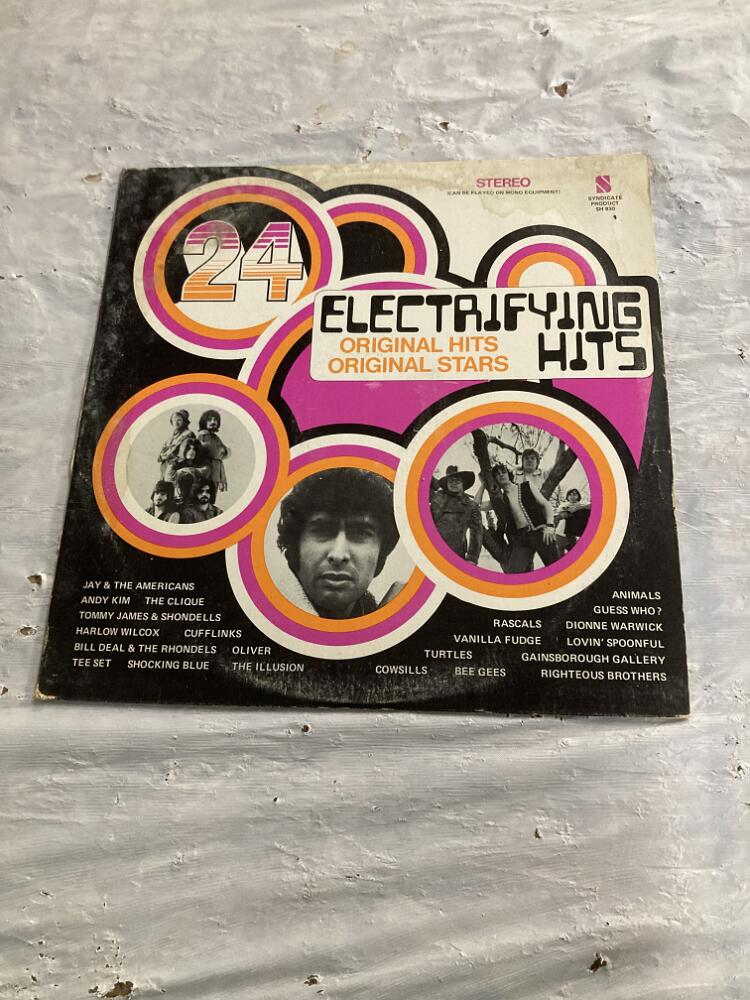 STEREO
(CAN BE PLAYED ON MONO EQUIPMENT)
S
SYNDICATE
PRODUCT
SH 930
24
ELECTRIFYING
HITS
ORIGINAL HITS
ORIGINAL STARS
JAY & THE AMERICANS
ANDY KIM THE CLIQUE
TOMMY JAMES & SHONDELLS
HARLOW WILCOX CUFFLINKS
BILL DEAL & THE RHONDELS OLIVER
TEE SET SHOCKING BLUE THE ILLUSION
ANIMALS
GUESS WHO?
RASCALS DIONNE WARWICK
VANILLA FUDGE LOVIN' SPOONFUL
TURTLES GAINSBOROUGH GALLERY
COWSILLS BEE GEES RIGHTEOUS BROTHERS